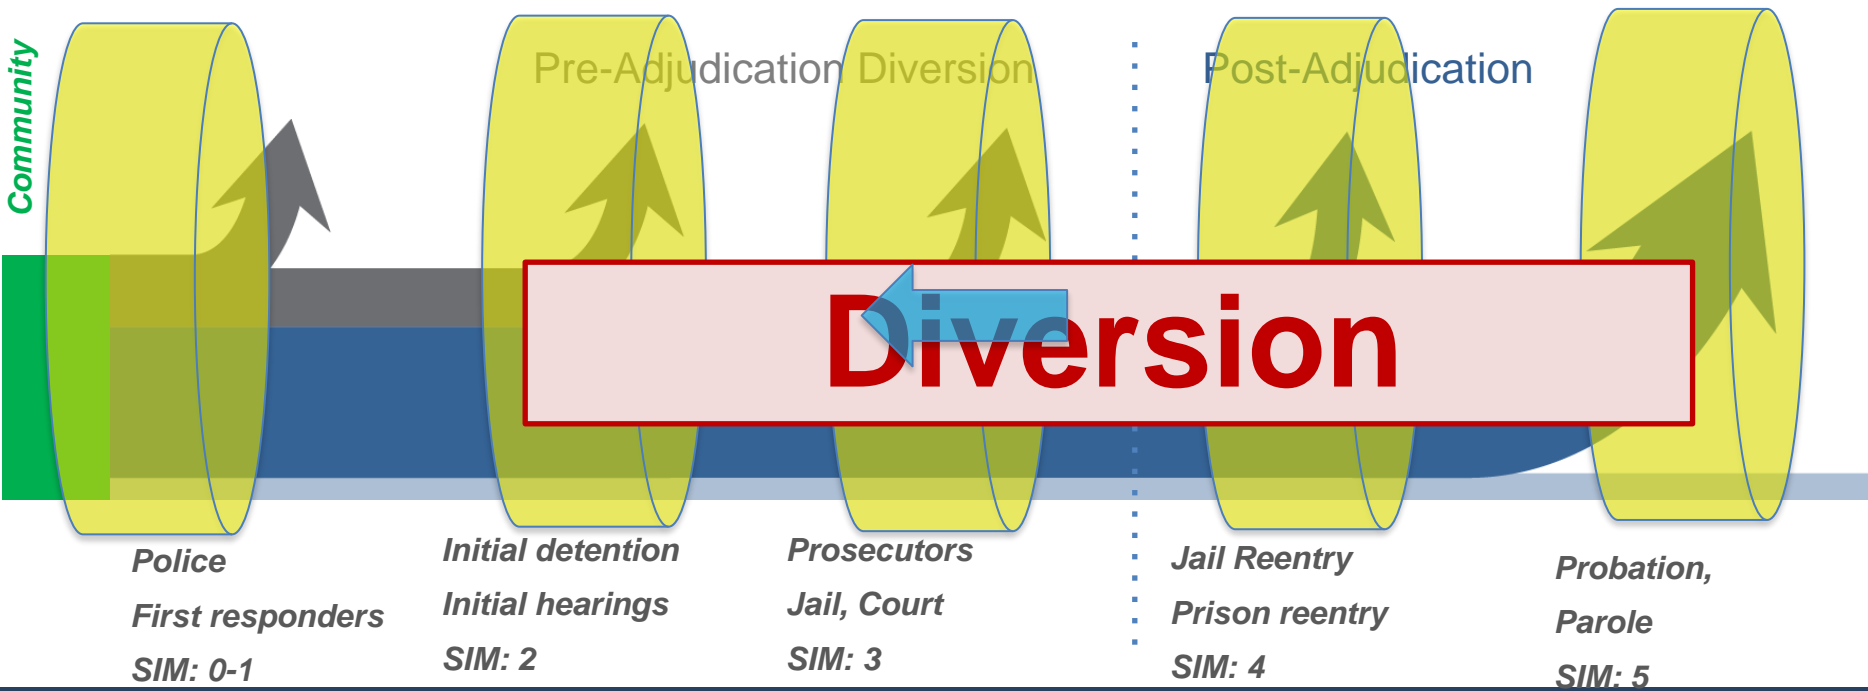 Community
Pre-Adjudication Diversion
Post-Adjudication
Diversion
Police
First responders
SIM: 0-1
Initial detention
Initial hearings
SIM: 2
Prosecutors
Jail, Court
SIM: 3
Jail Reentry
Prison reentry
SIM: 4
Probation,
Parole
SIM: 5